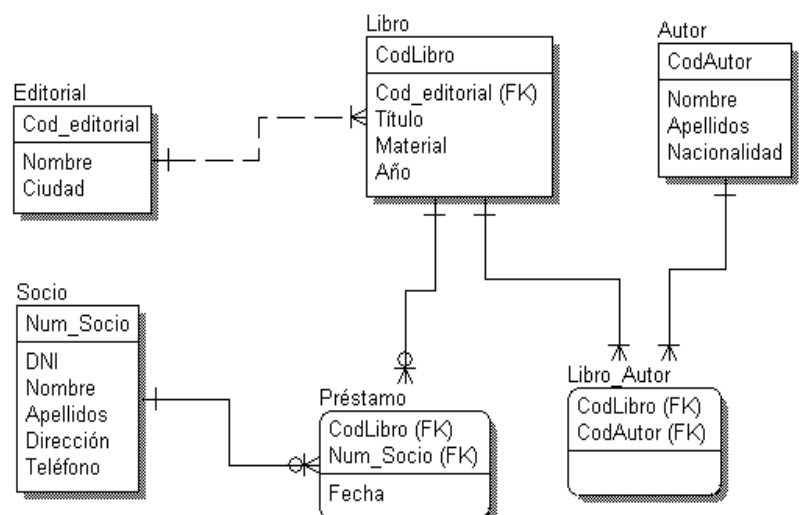 Editorial
Cod_editorial
Nombre
Ciudad
Libro
CodLibro
Cod_editorial (FK)
Título
Material
Año
Autor
CodAutor
Nombre
Apellidos
Nacionalidad
Socio
Num_Socio
DNI
Nombre
Apellidos
Dirección
Teléfono
Préstamo
CodLibro (FK)
Num_Socio (FK)
Fecha
Libro_Autor
CodLibro (FK)
CodAutor (FK)